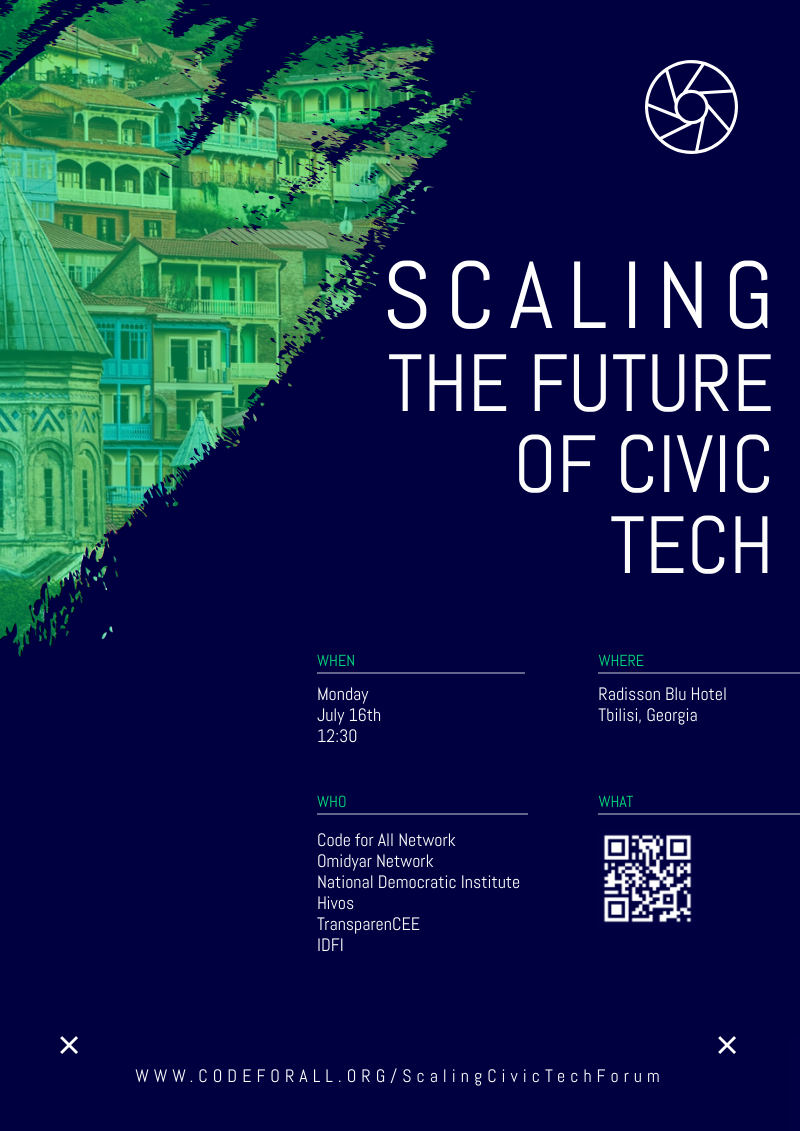 SCALING
THE FUTURE
OF CIVIC
TECH
WHEN
Monday
July 16th
12:30
WHERE
Radisson Blu Hotel
Tbilisi, Georgia
WHO
Code for All Network
Omidyar Network
National Democratic Institute
Hivos
TransparenCEE
IDFI
WHAT
WWW.CODEFORALL.ORG/ScalingCivicTechForum